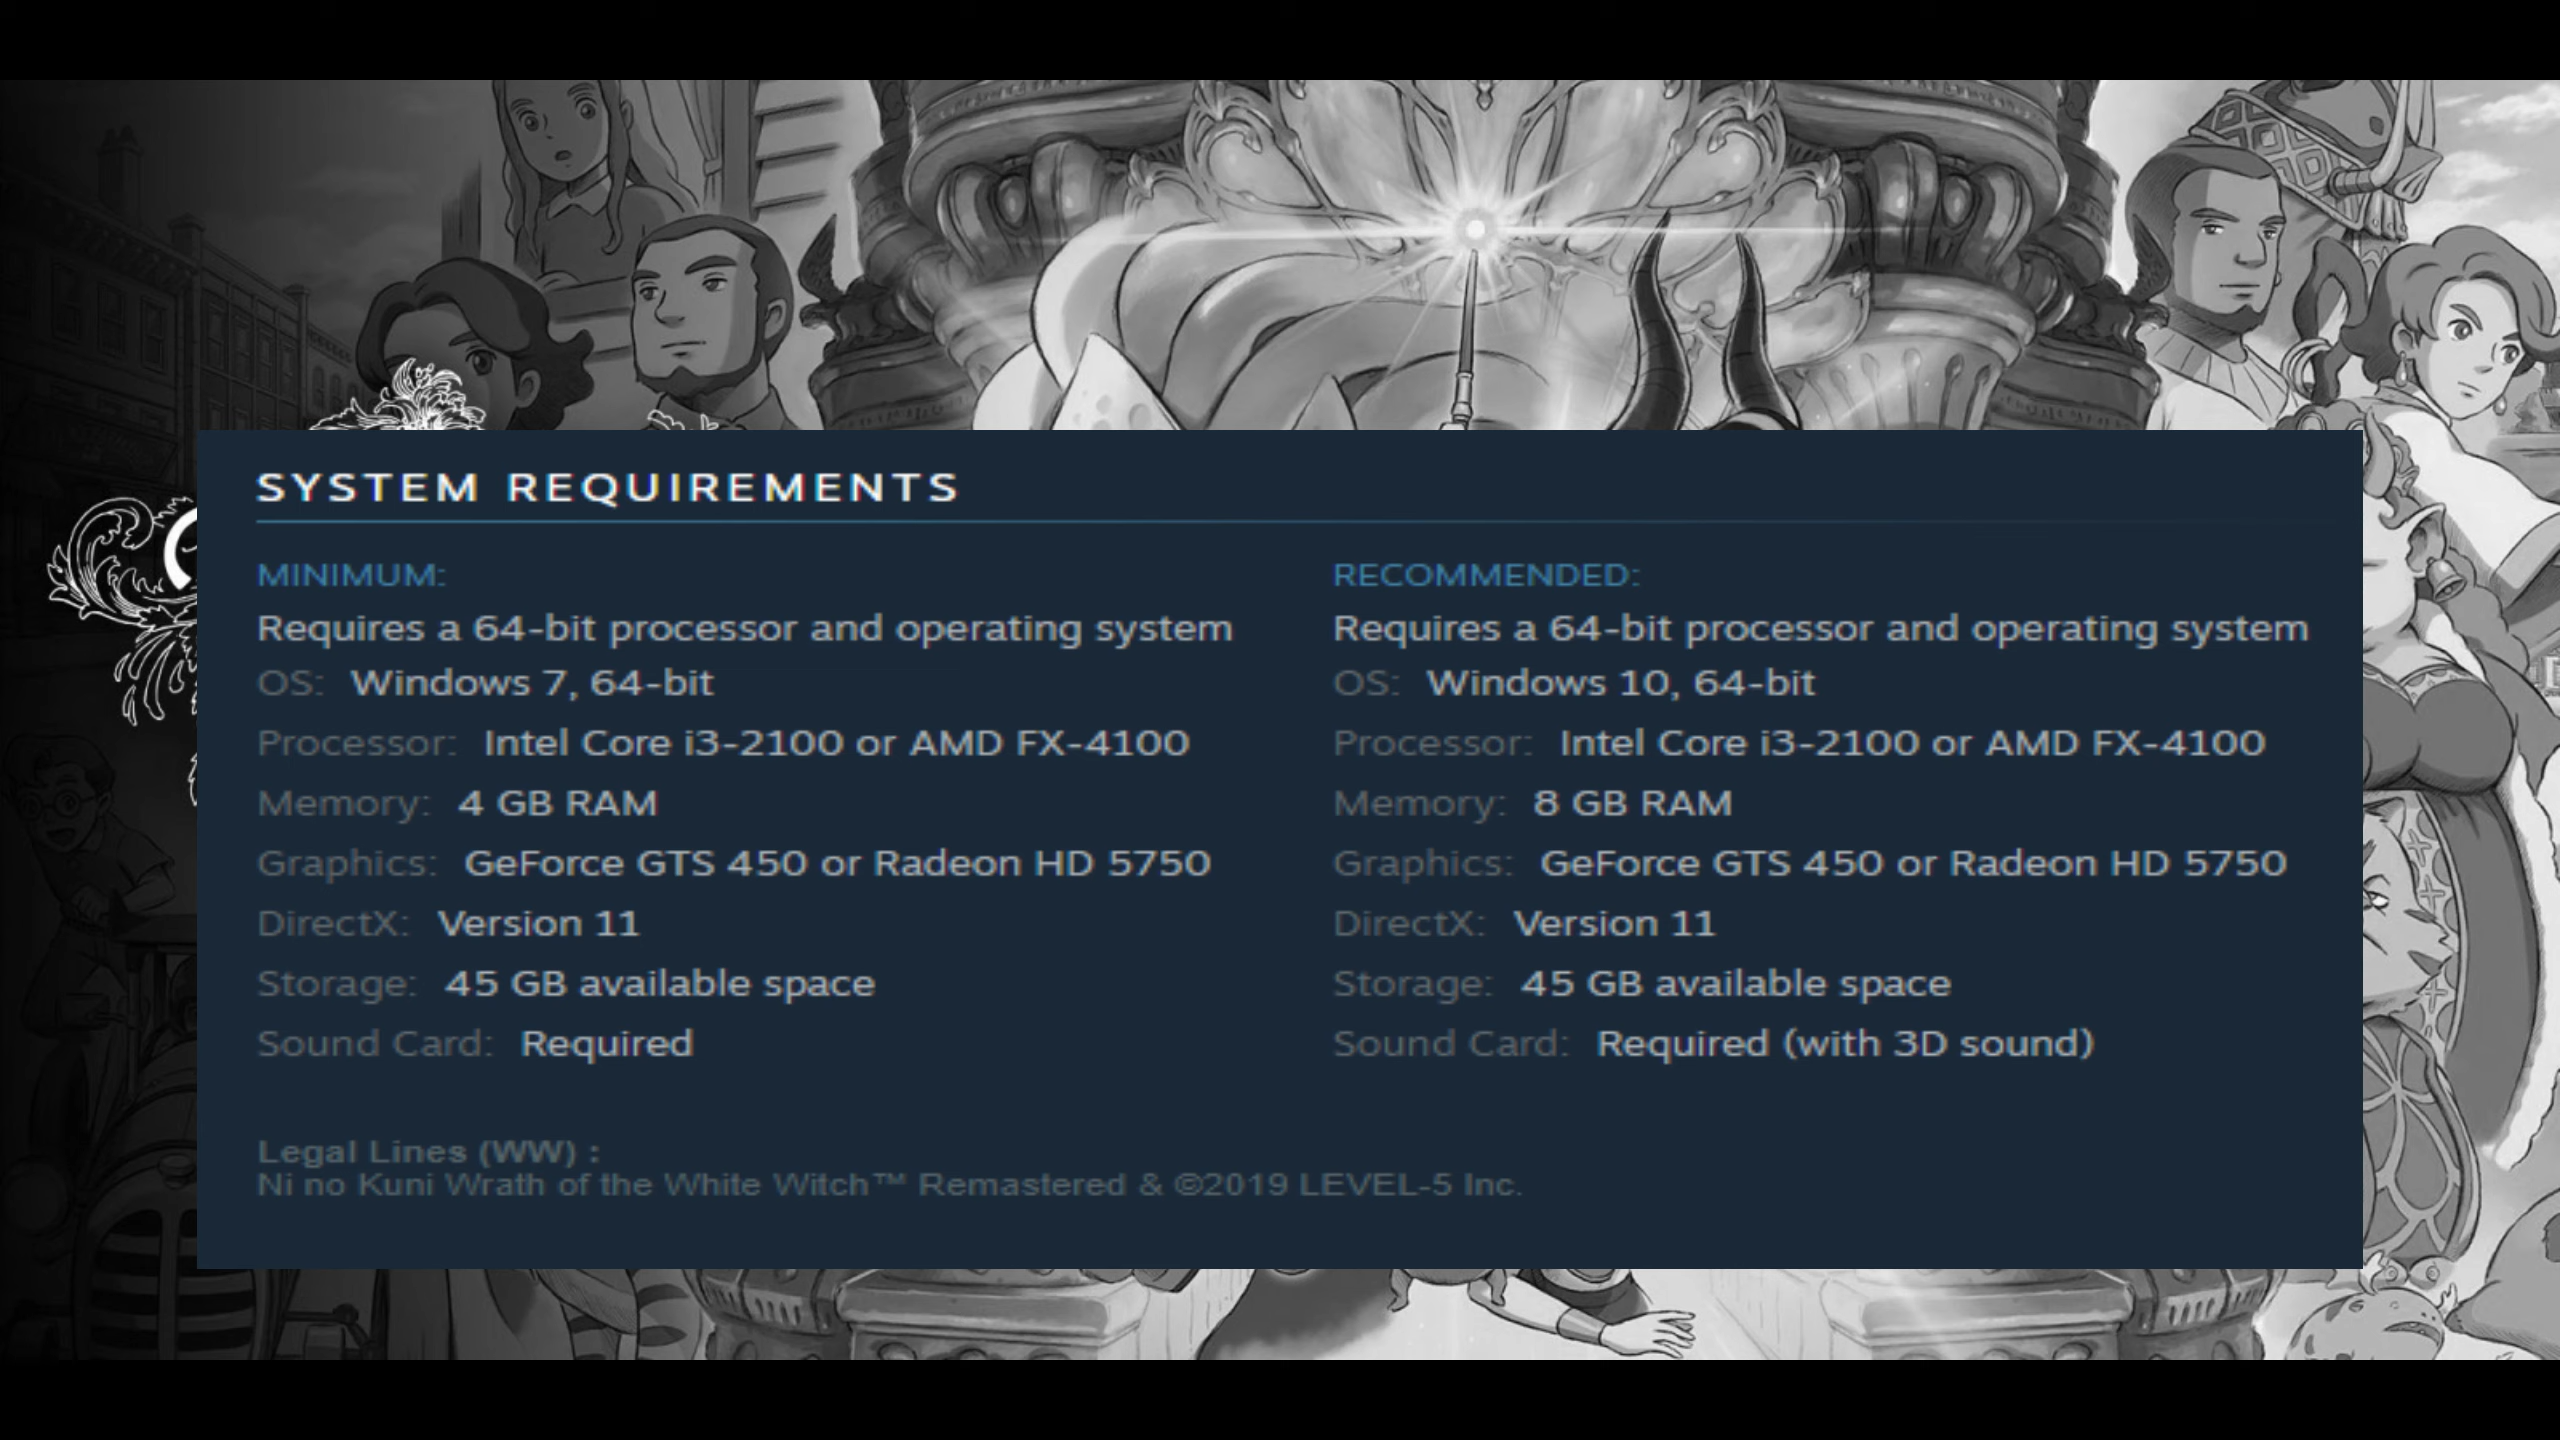 SYSTEM REQUIREMENTS
MINIMUM:
Requires a 64-bit processor and operating system
OS: Windows 7, 64-bit
Processor: Intel Core i3-2100 or AMD FX-4100
Memory: 4 GB RAM
Graphics: GeForce GTS 450 or Radeon HD 5750
DirectX: Version 11
Storage: 45 GB available space
Sound Card: Required
RECOMMENDED:
Requires a 64-bit processor and operating system
OS: Windows 10, 64-bit
Processor: Intel Core i3-2100 or AMD FX-4100
Memory: 8 GB RAM
Graphics: GeForce GTS 450 or Radeon HD 5750
DirectX: Version 11
Storage: 45 GB available space
Sound Card: Required (with 3D sound)
Legal Lines (WW) :
Ni no Kuni Wrath of the White Witch™ Remastered & ©2019 LEVEL-5 Inc.